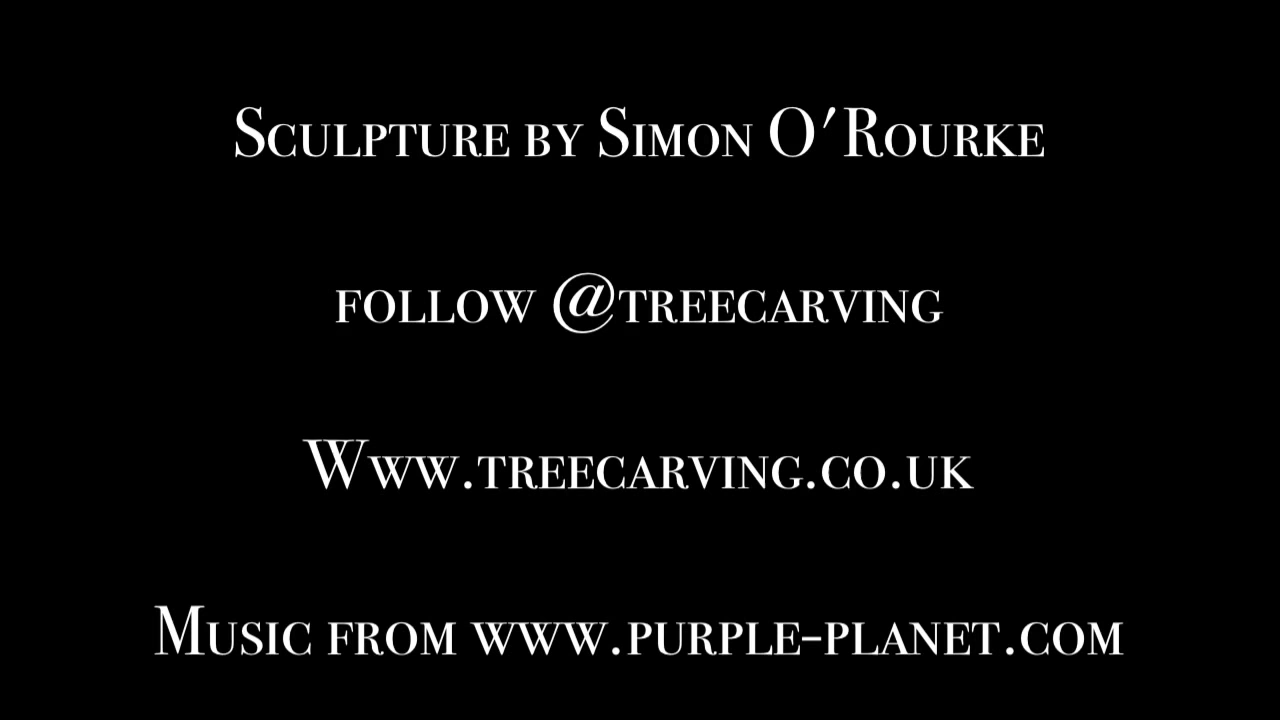 Sculpture by Simon O'Rourke
follow @treecarving
Www.treecarving.co.uk
Music from www.purple-planet.com